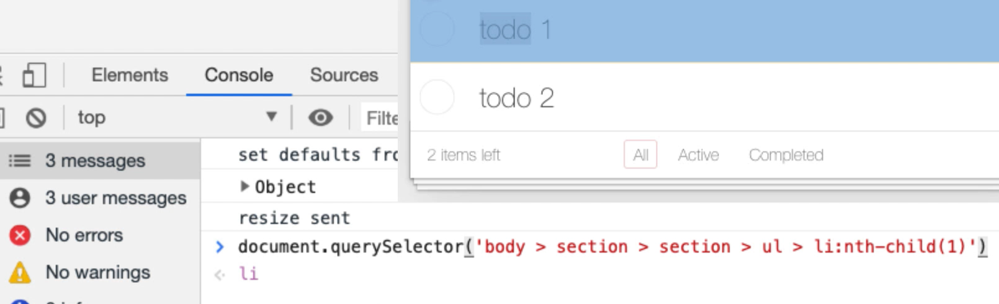 todo 1
todo 2
2 items left All Active Completed
Elements Console Sources
top Filte
3 messages
3 user messages
No errors
No warnings
set defaults fro
Object
resize sent
document.querySelector('body > section > section > ul > li:nth-child(1)')
li